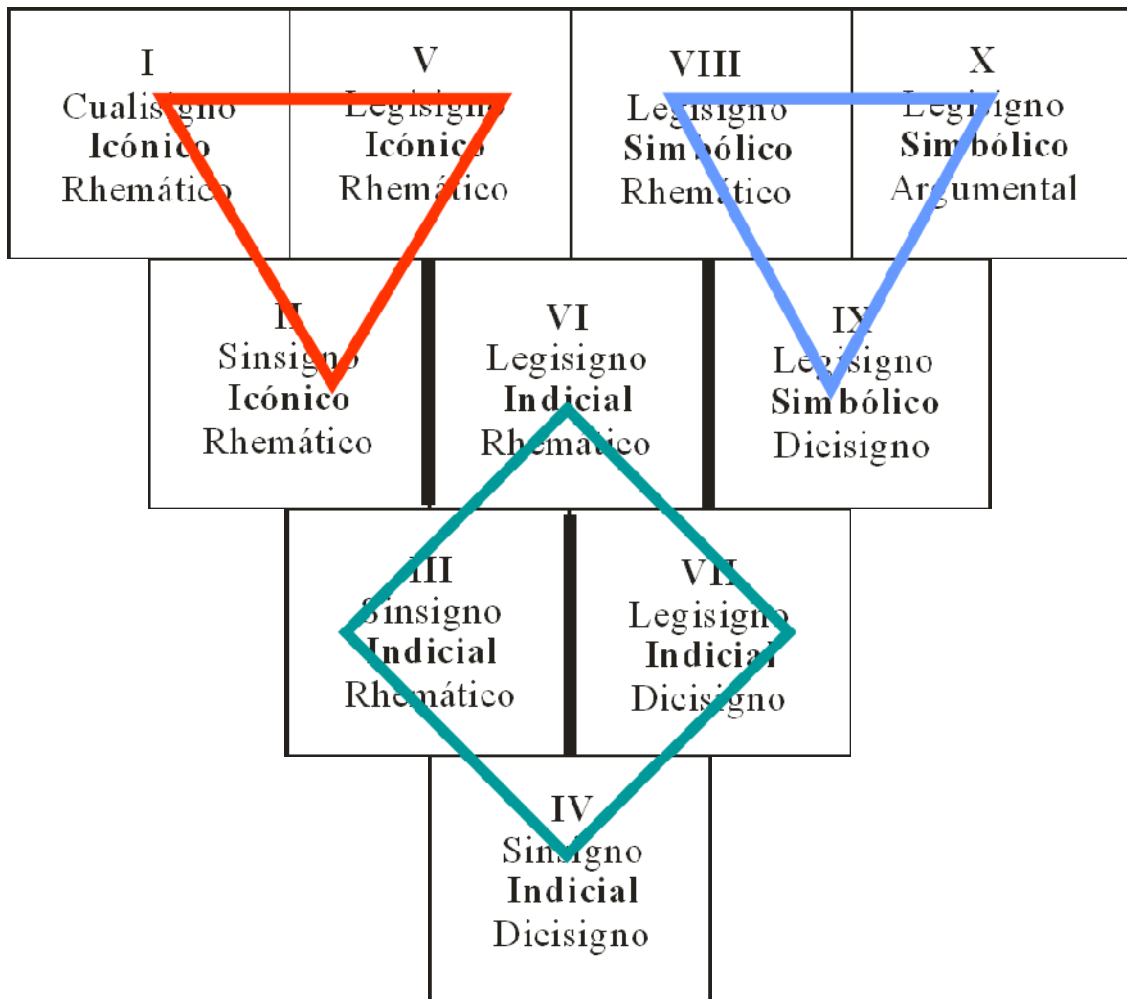 I
Cualisigno
Icónico
Rhemático
V
Legisigno
Icónico
Rhemático
VIII
Legisigno
Simbólico
Rhemático
X
Legisigno
Simbólico
Argumental
II
Sinsigno
Icónico
Rhemático
VI
Legisigno
Indicial
Rhemático
IX
Legisigno
Simbólico
Dicisigno
III
Sinsigno
Indicial
Rhemático
VII
Legisigno
Indicial
Dicisigno
IV
Sinsigno
Indicial
Dicisigno